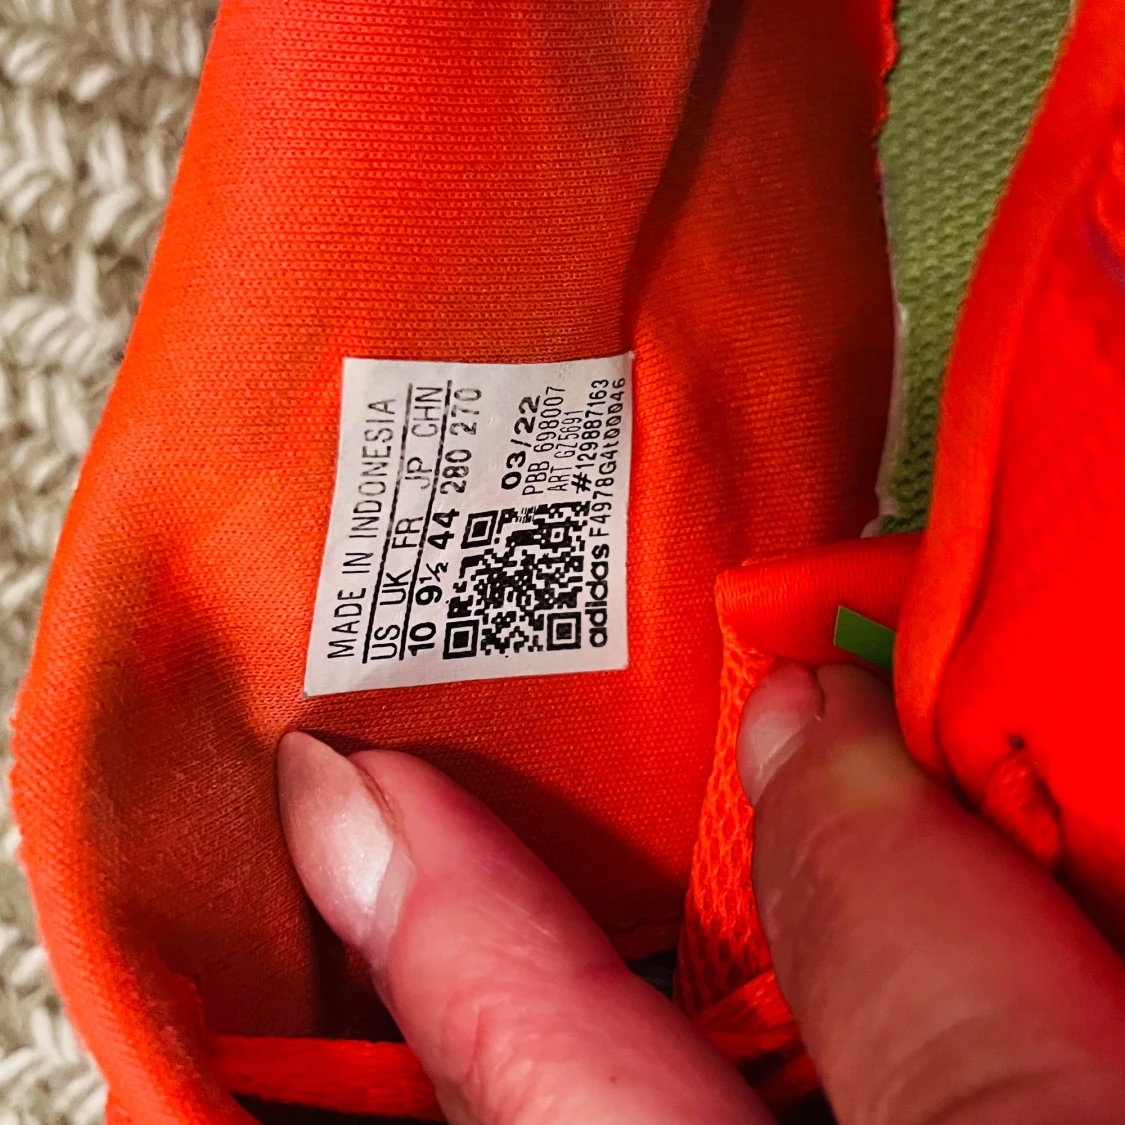 MADE IN INDONESIA
US UK FR JP CHN
10 9½ 44 280 270
03/22
PBB 698007
ART GZ5691
#129887163
adidas F4978G4t00046